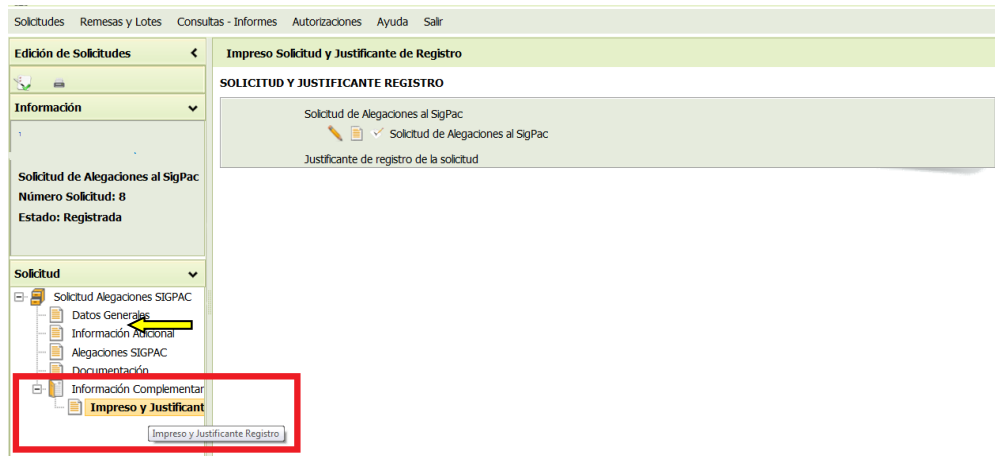 Solicitudes Remesas y Lotes Consultas - Informes Autorizaciones Ayuda Salir
Edición de Solicitudes
Impreso Solicitud y Justificante de Registro
SOLICITUD Y JUSTIFICANTE REGISTRO
Información
Solicitud de Alegaciones al SigPac
Solicitud de Alegaciones al SigPac
Justificante de registro de la solicitud
Solicitud de Alegaciones al SigPac
Número Solicitud: 8
Estado: Registrada
Solicitud
Solicitud Alegaciones SIGPAC
Datos Generales
Información Adicional
Alegaciones SIGPAC
Documentación
Información Complementar
Impreso y Justificant
Impreso y Justificante Registro